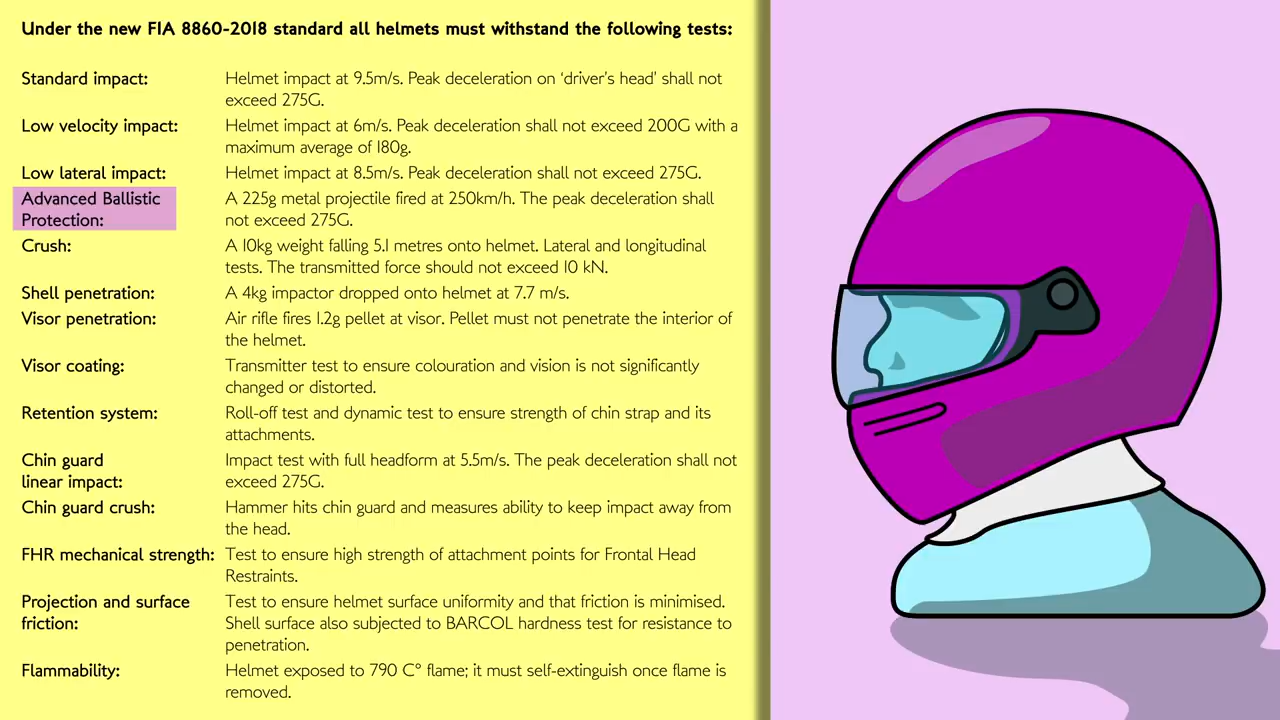 Under the new FIA 8860-2018 standard all helmets must withstand the following tests:
Standard impact: Helmet impact at 9.5m/s. Peak deceleration on ‘driver’s head’ shall not
exceed 275G.
Low velocity impact: Helmet impact at 6m/s. Peak deceleration shall not exceed 200G with a
maximum average of 180g.
Low lateral impact: Helmet impact at 8.5m/s. Peak deceleration shall not exceed 275G.
Advanced Ballistic A 225g metal projectile fired at 250km/h. The peak deceleration shall
Protection: not exceed 275G.
Crush: A 10kg weight falling 5.1 metres onto helmet. Lateral and longitudinal
tests. The transmitted force should not exceed 10 kN.
Shell penetration: A 4kg impactor dropped onto helmet at 7.7 m/s.
Visor penetration: Air rifle fires 1.2g pellet at visor. Pellet must not penetrate the interior of
the helmet.
Visor coating: Transmitter test to ensure colouration and vision is not significantly
changed or distorted.
Retention system: Roll-off test and dynamic test to ensure strength of chin strap and its
attachments.
Chin guard Impact test with full headform at 5.5m/s. The peak deceleration shall not
linear impact: exceed 275G.
Chin guard crush: Hammer hits chin guard and measures ability to keep impact away from
the head.
FHR mechanical strength: Test to ensure high strength of attachment points for Frontal Head
Restraints.
Projection and surface Test to ensure helmet surface uniformity and that friction is minimised.
friction: Shell surface also subjected to BARCOL hardness test for resistance to
penetration.
Flammability: Helmet exposed to 790 C° flame; it must self-extinguish once flame is
removed.